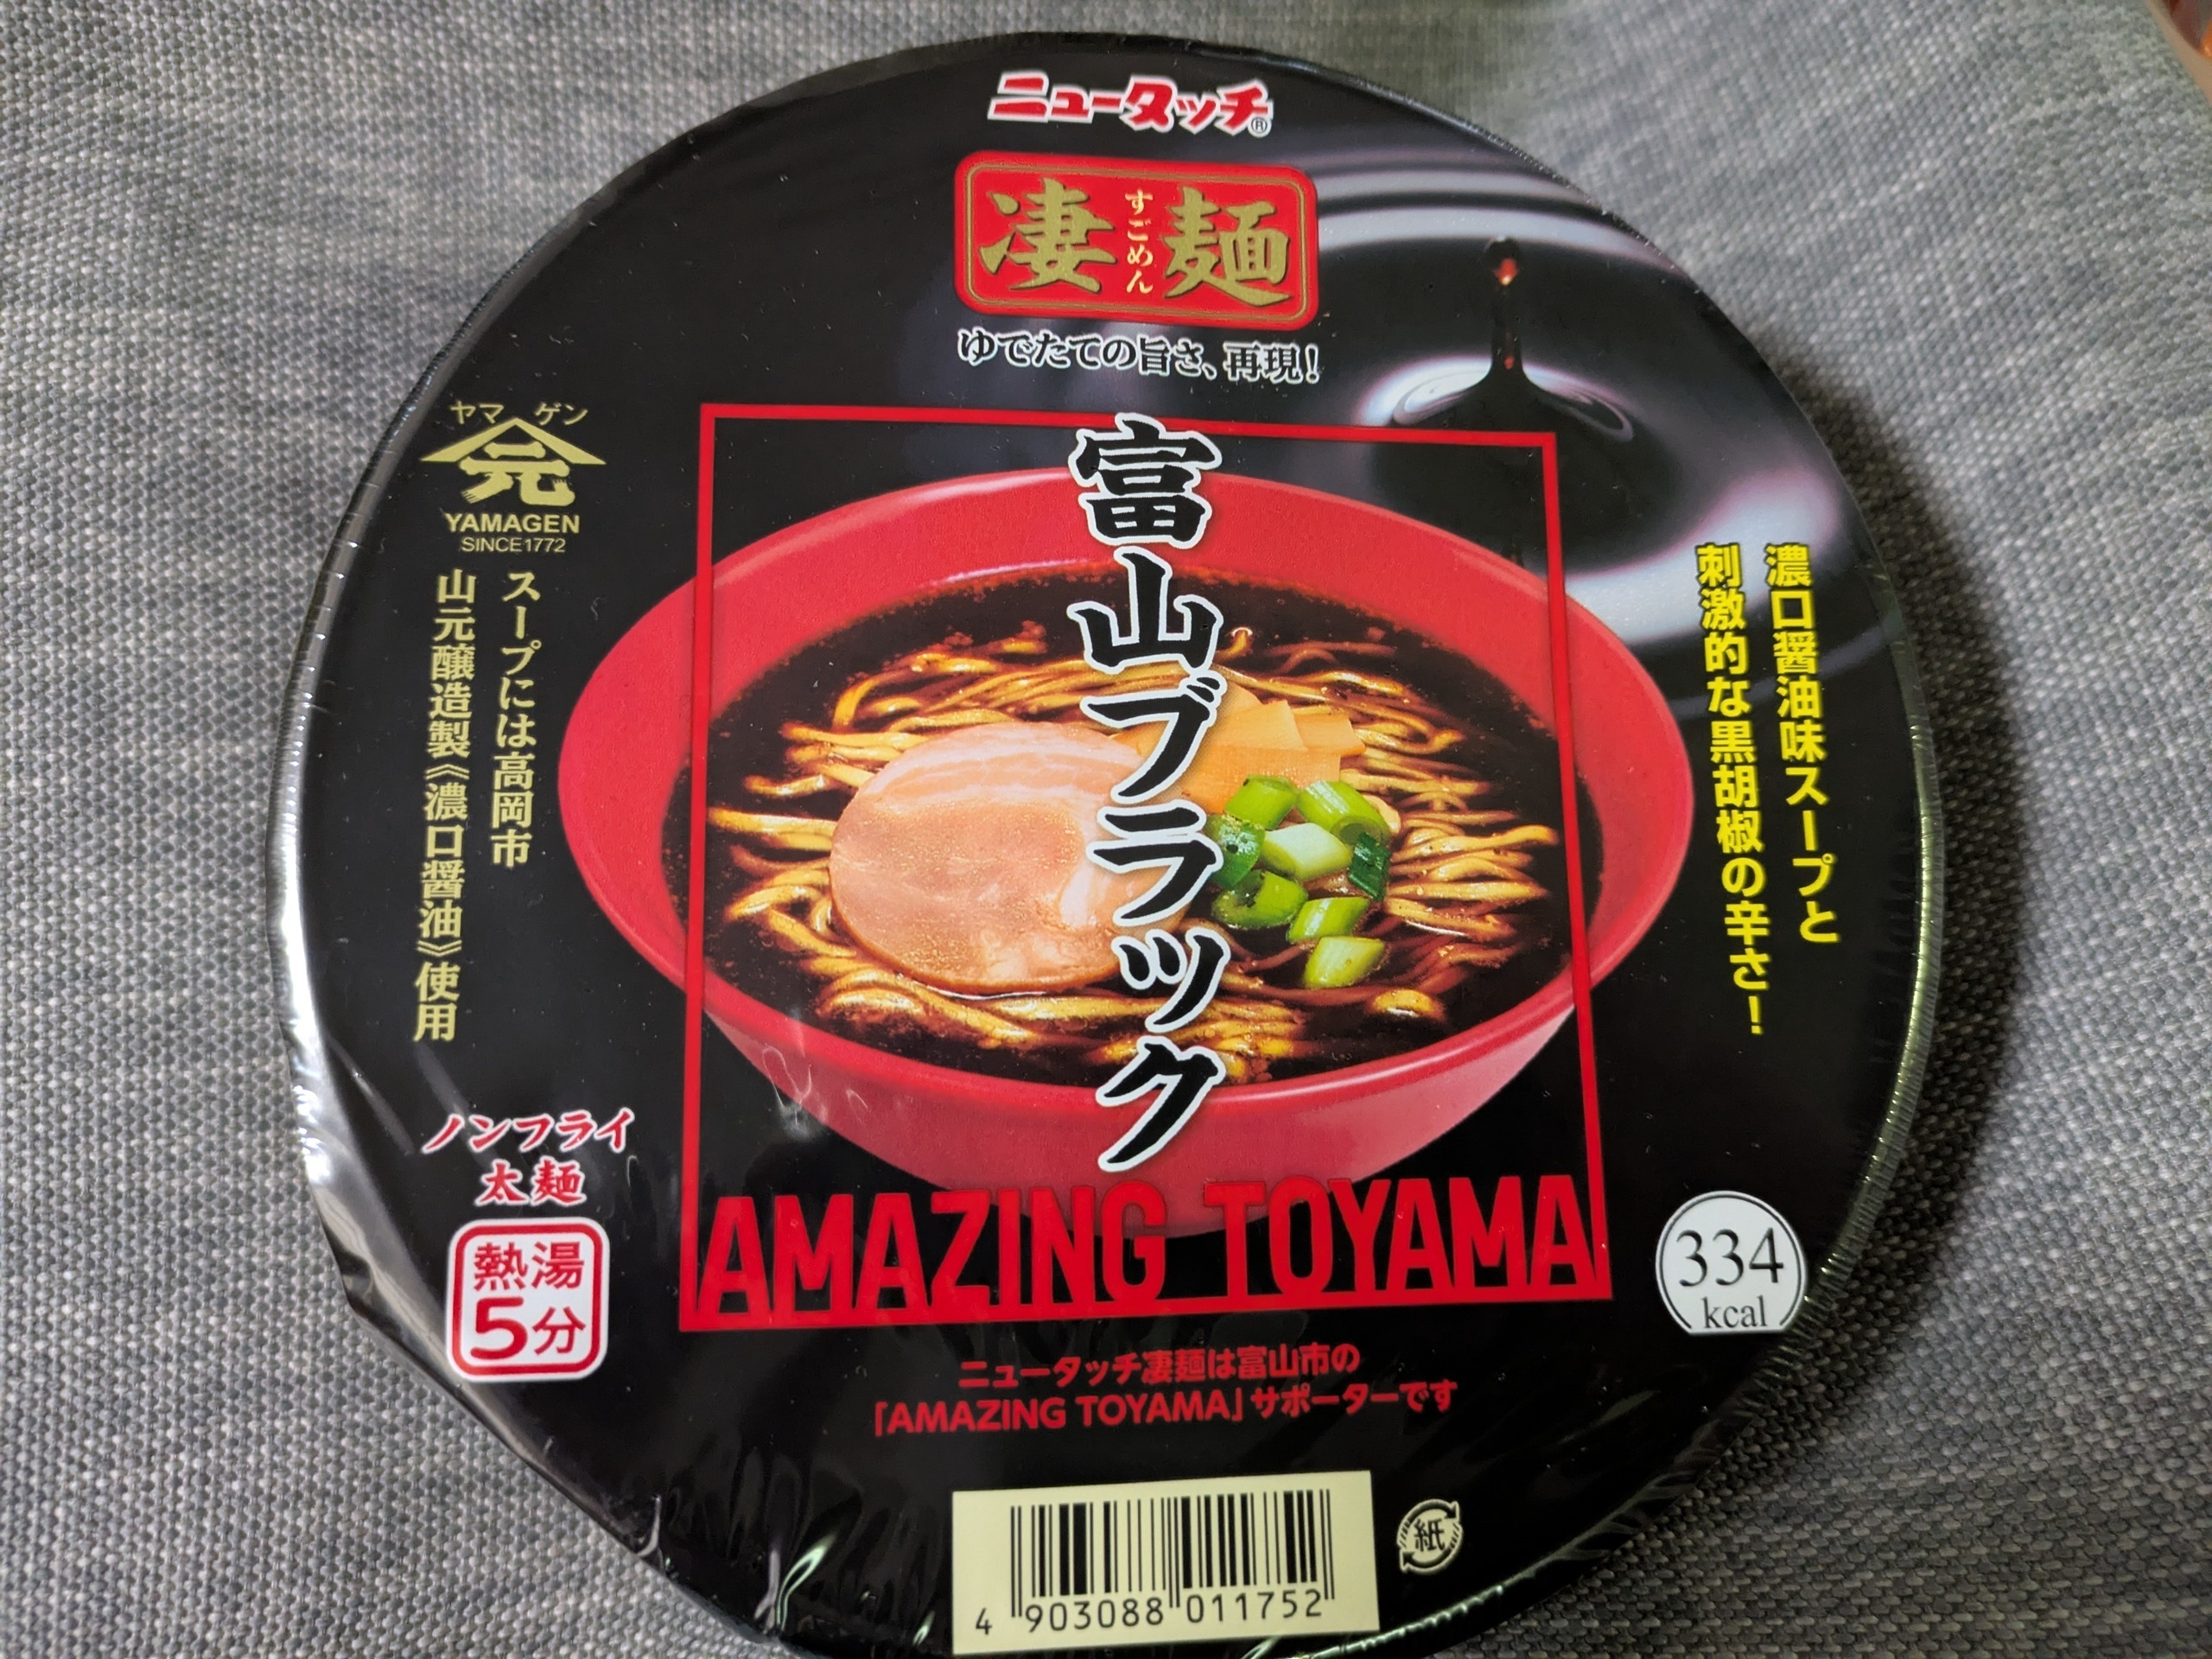 ニュータッチ®
凄麺
すごめん
ゆでたての旨さ、再現！
ヤマゲン
元
YAMAGEN
SINCE1772
スープには高岡市
山元醸造製《濃口醤油》使用
富山ブラック
濃口醤油味スープと
刺激的な黒胡椒の辛さ！
ノンフライ
太麺
熱湯
5分
AMAZING TOYAMA
334
kcal
ニュータッチ凄麺は富山市の
「AMAZING TOYAMA」サポーターです
4 903088 011752
紙